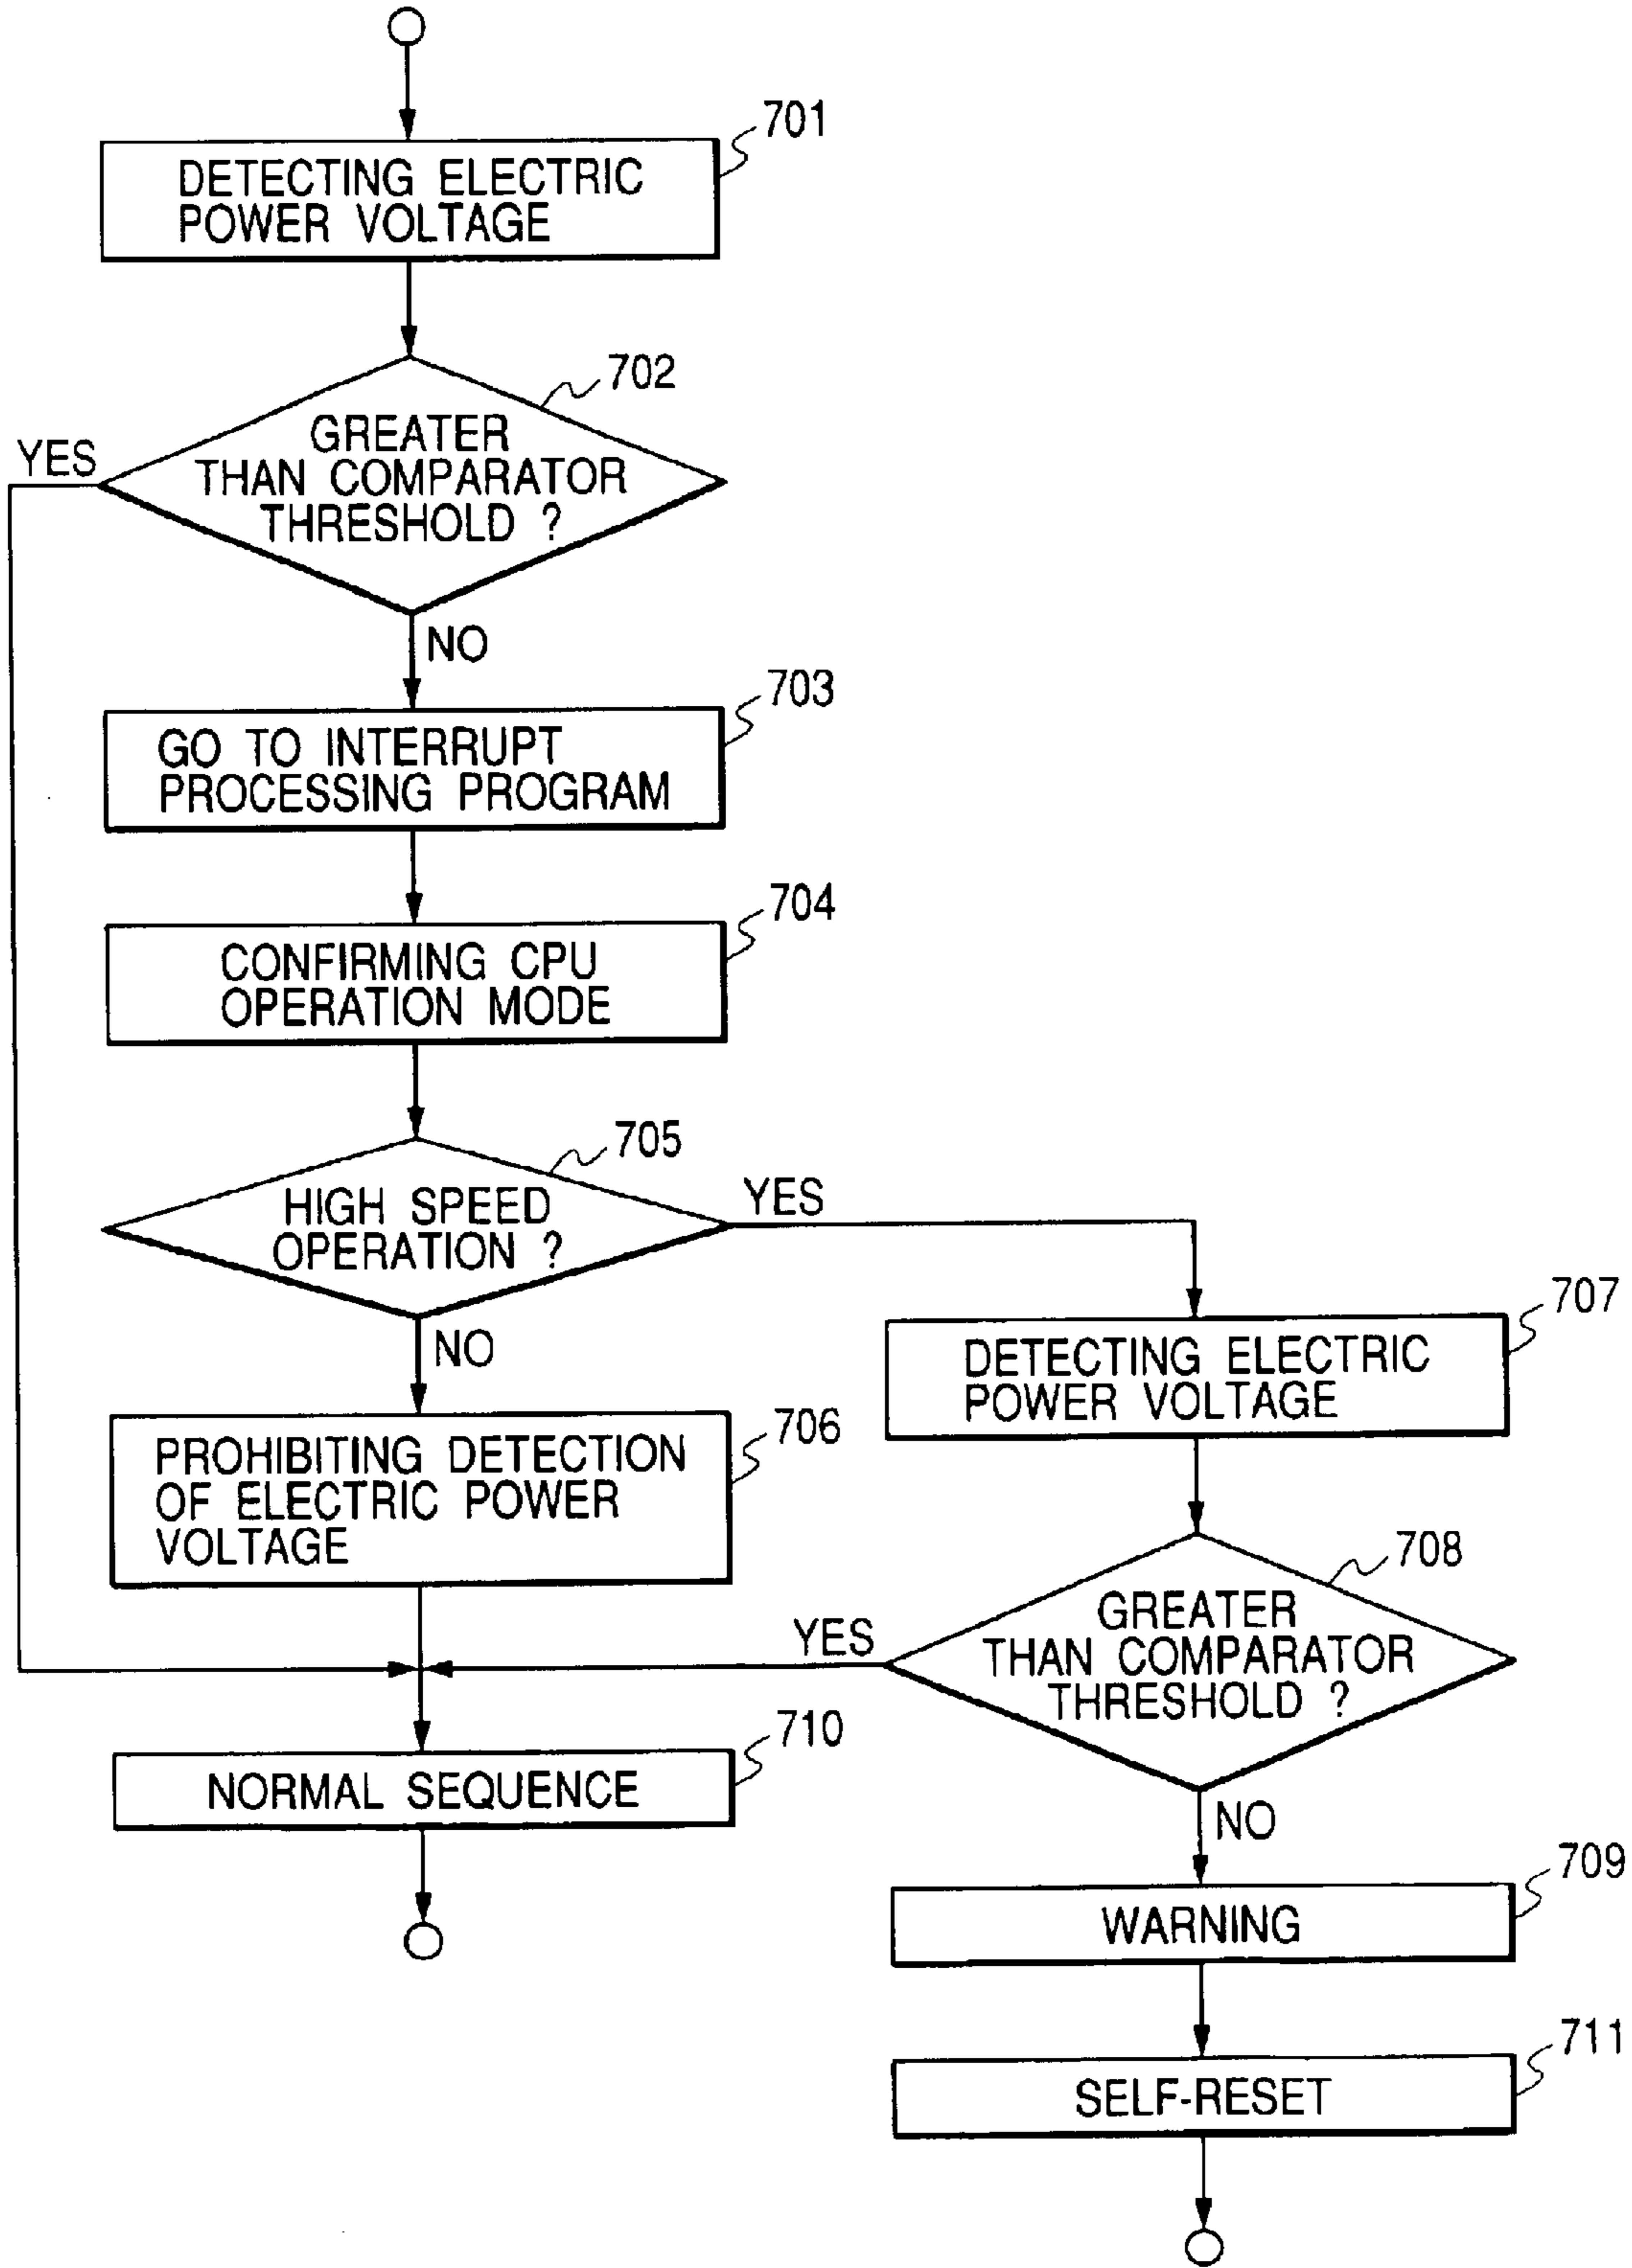 701
DETECTING ELECTRIC
POWER VOLTAGE
702
YES
GREATER
THAN COMPARATOR
THRESHOLD ?
NO
703
GO TO INTERRUPT
PROCESSING PROGRAM
704
CONFIRMING CPU
OPERATION MODE
705
HIGH SPEED
OPERATION ?
YES
NO
707
DETECTING ELECTRIC
POWER VOLTAGE
706
PROHIBITING DETECTION
OF ELECTRIC POWER
VOLTAGE
708
YES
GREATER
THAN COMPARATOR
THRESHOLD ?
710
NORMAL SEQUENCE
NO
709
WARNING
711
SELF-RESET